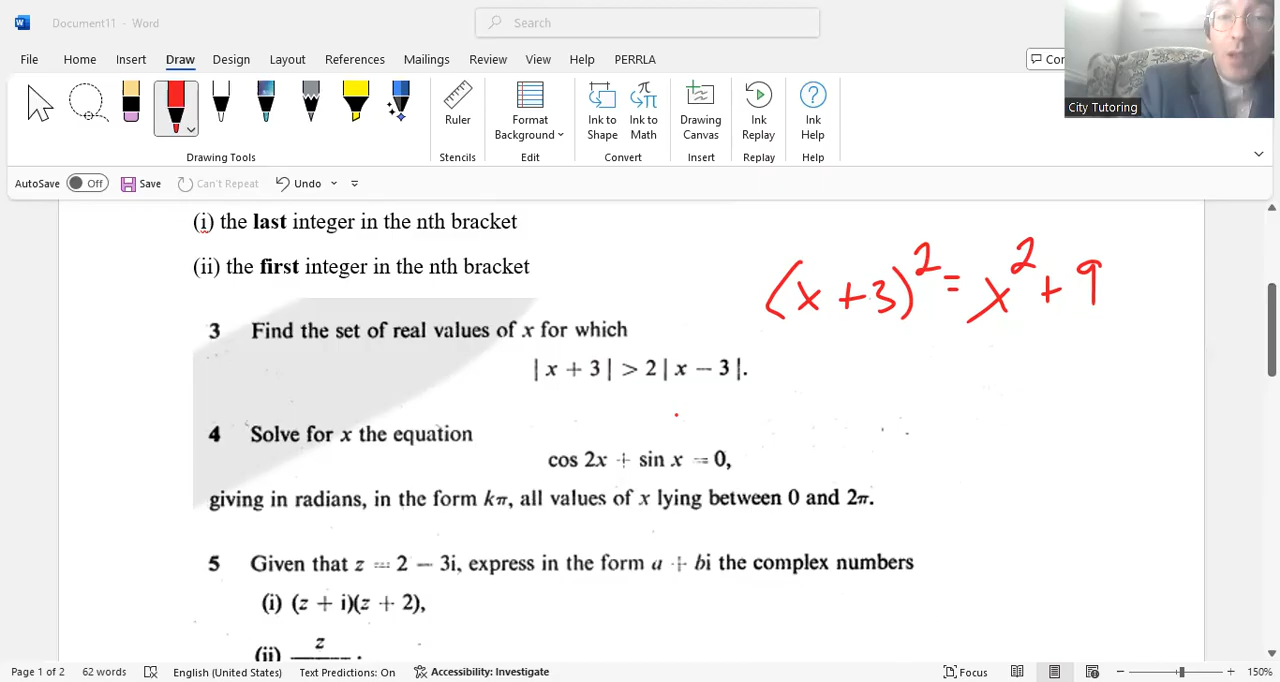 Document11 - Word
Search
File Home Insert Draw Design Layout References Mailings Review View Help PERRLA
City Tutoring
Ruler
Format Background
Ink to Shape
Ink to Math
Drawing Canvas
Ink Replay
Ink Help
Drawing Tools Stencils Edit Convert Insert Replay Help
AutoSave Off Save Can't Repeat Undo
(i) the last integer in the nth bracket
(ii) the first integer in the nth bracket
(x+3)²=x²+9
3 Find the set of real values of x for which
|x + 3| > 2|x − 3|.
4 Solve for x the equation
cos 2x + sin x = 0,
giving in radians, in the form kπ, all values of x lying between 0 and 2π.
5 Given that z = 2 − 3i, express in the form a + bi the complex numbers
(i) (z + i)(z + 2),
(ii) z
Page 1 of 2 62 words English (United States) Text Predictions: On Accessibility: Investigate Focus 150%